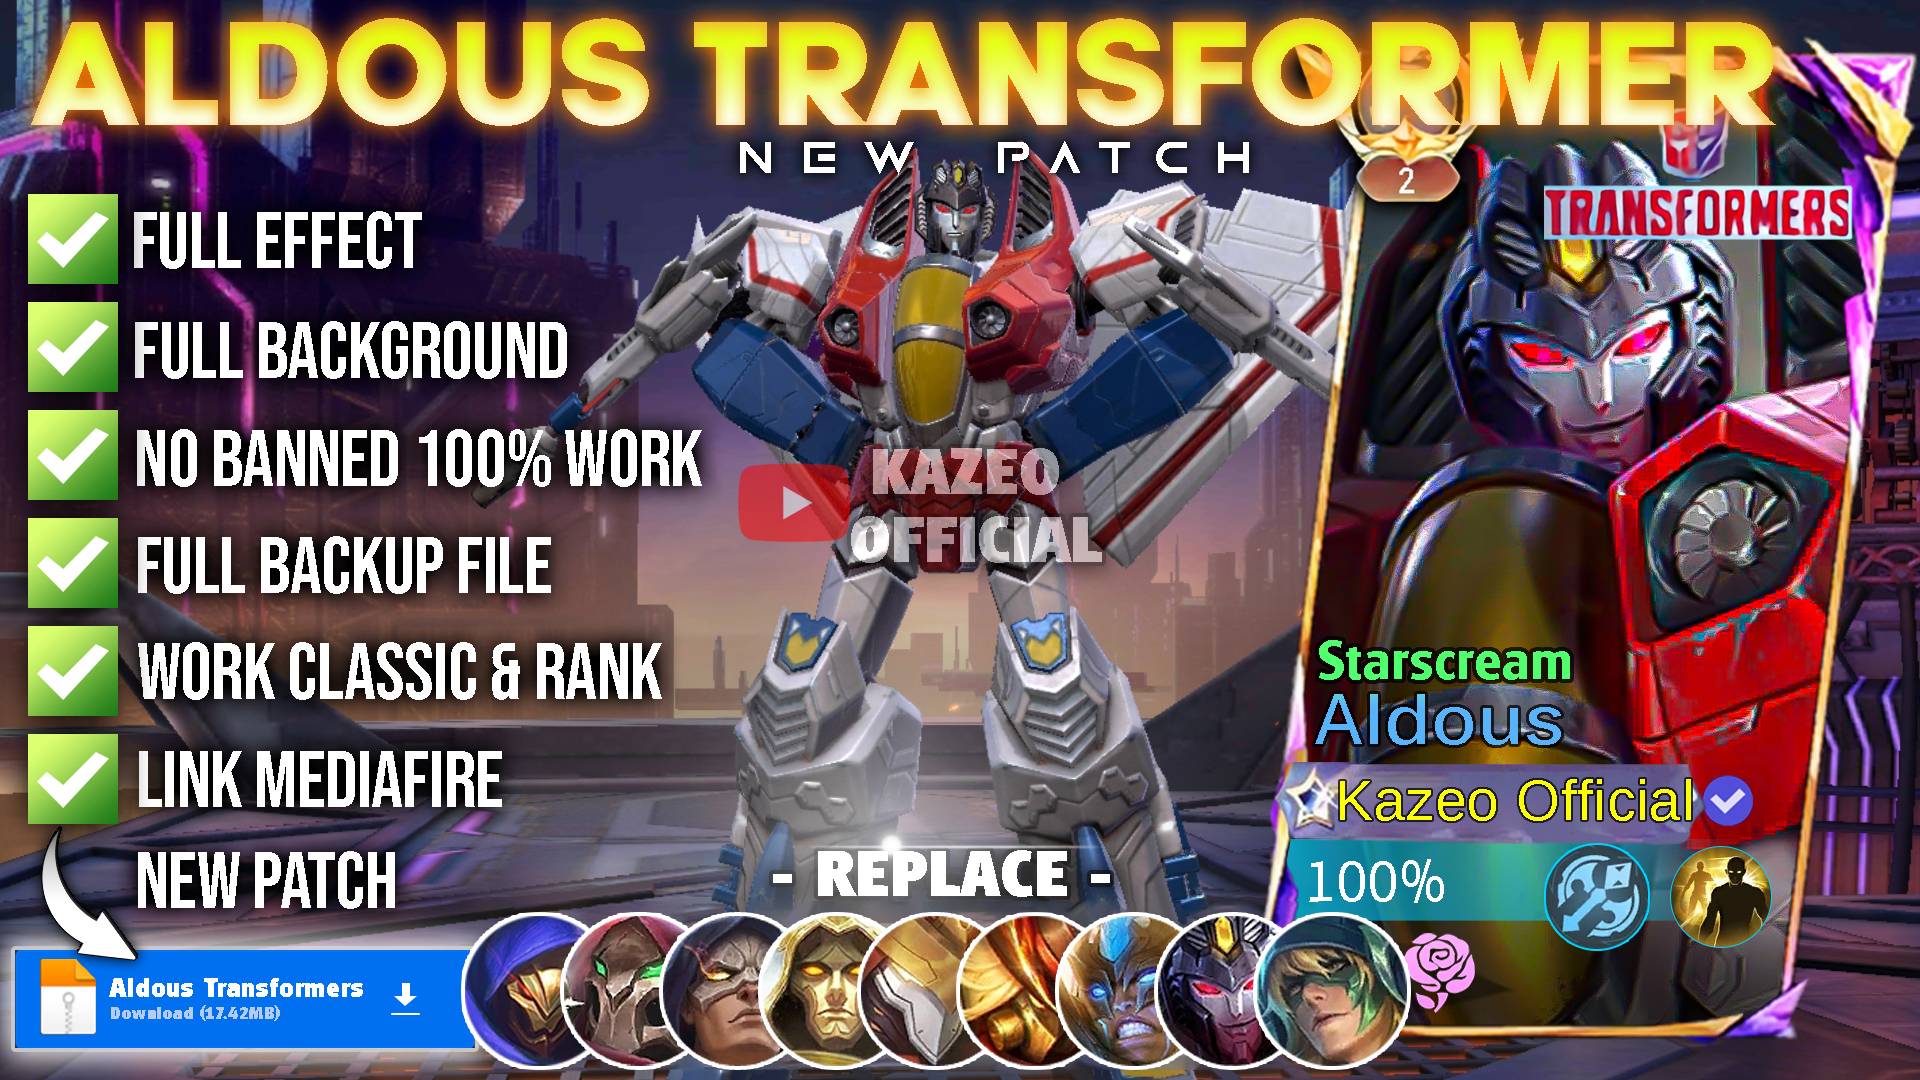 ALDOUS TRANSFORMER
NEW PATCH
2
TRANSFORMERS
FULL EFFECT
FULL BACKGROUND
NO BANNED 100% WORK
FULL BACKUP FILE
WORK CLASSIC & RANK
LINK MEDIAFIRE
NEW PATCH
Aldous Transformers
Download (17.42MB)
KAZEO
OFFICIAL
- REPLACE -
Starscream
Aldous
Kazeo Official
100%